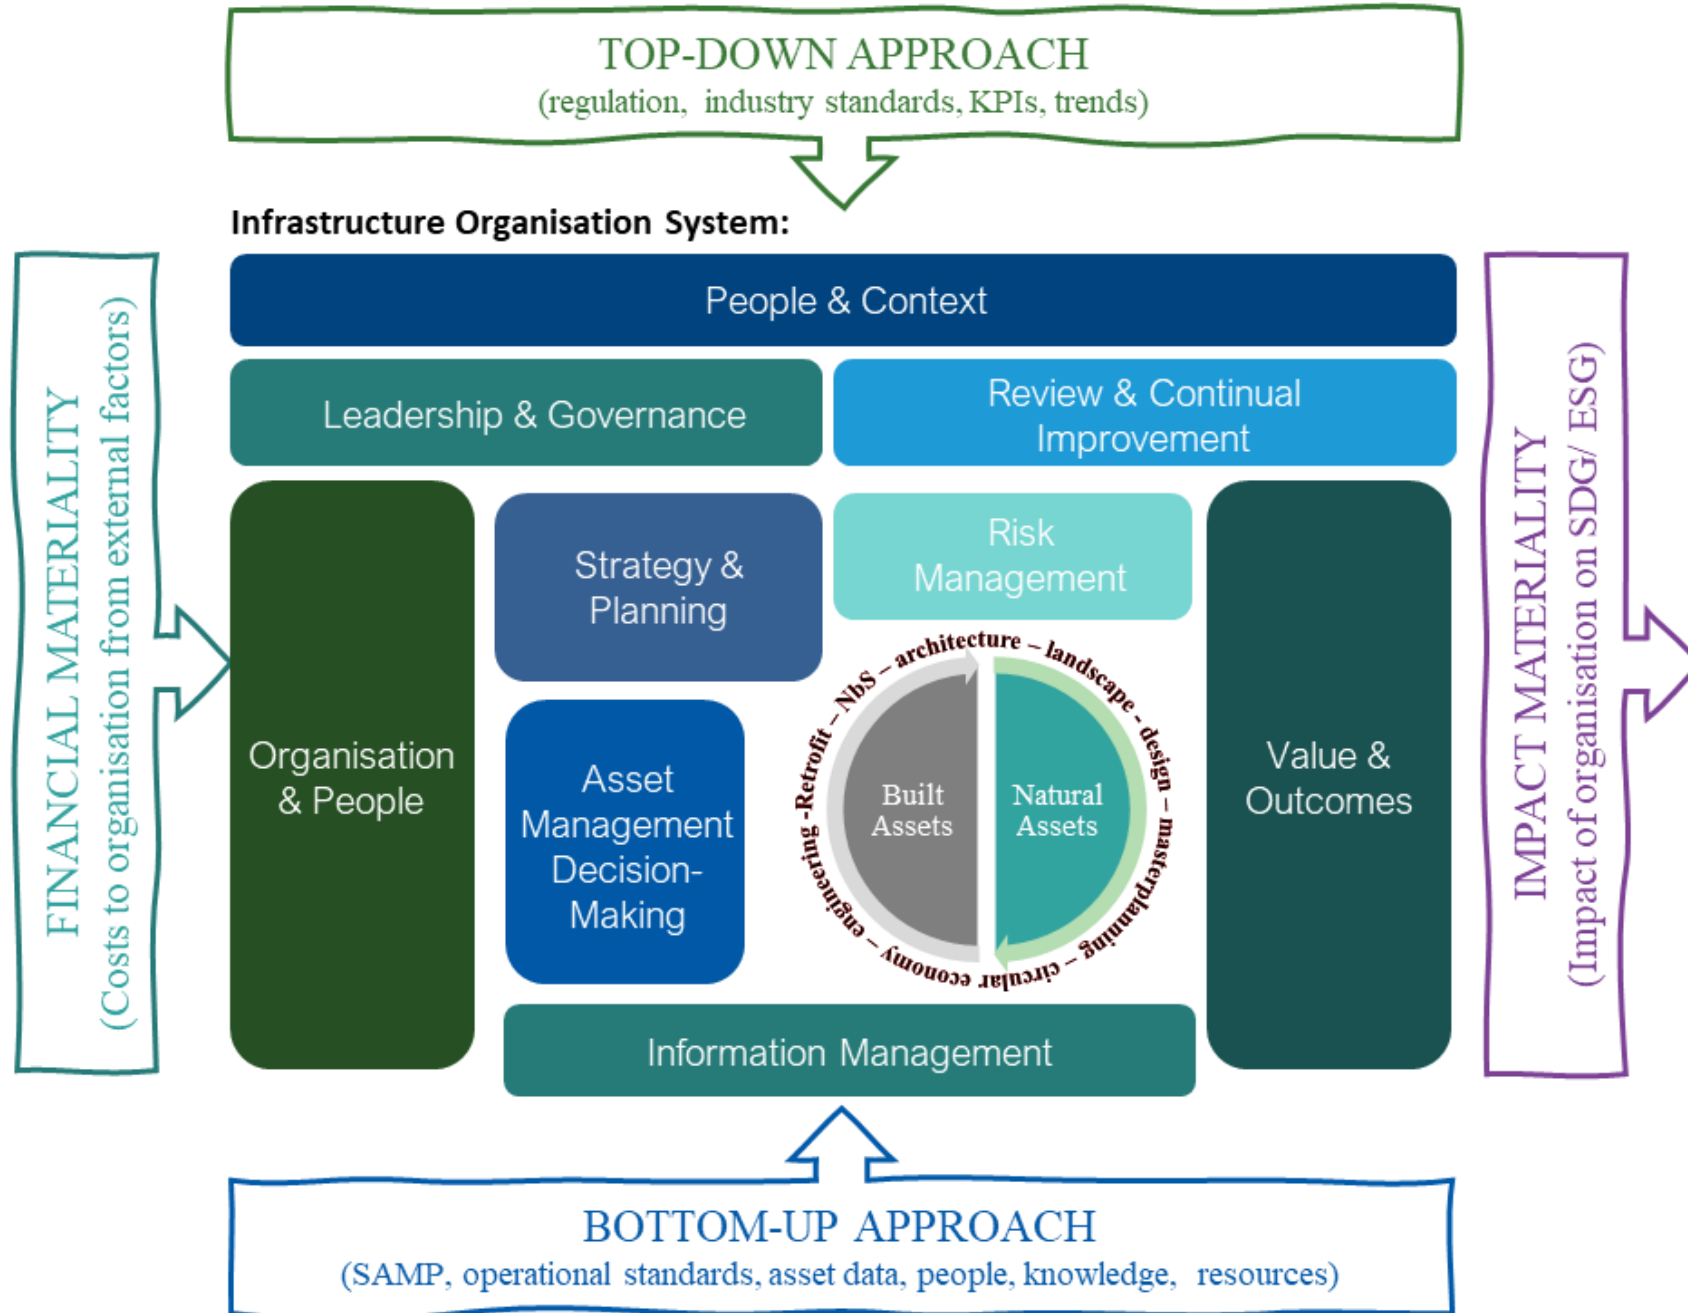 TOP-DOWN APPROACH
(regulation, industry standards, KPIs, trends)
Infrastructure Organisation System:
FINANCIAL MATERIALITY
(Costs to organisation from external factors)
People & Context
Leadership & Governance
Review & Continual
Improvement
Organisation
& People
Strategy &
Planning
Risk
Management
Asset
Management
Decision-
Making
engineering -Retrofit – NbS – architecture – landscape - design – masterplanning – circular economy –
Built
Assets
Natural
Assets
Value &
Outcomes
Information Management
IMPACT MATERIALITY
(Impact of organisation on SDG/ ESG)
BOTTOM-UP APPROACH
(SAMP, operational standards, asset data, people, knowledge, resources)